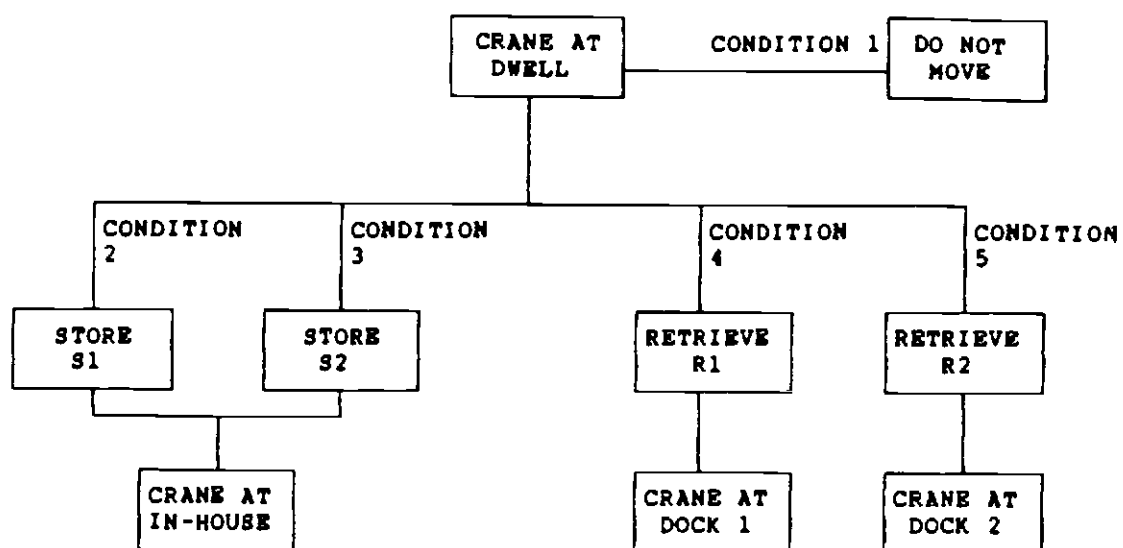 CRANE AT
DWELL
CONDITION 1
DO NOT
MOVE
CONDITION
2
CONDITION
3
CONDITION
4
CONDITION
5
STORE
S1
STORE
S2
RETRIEVE
R1
RETRIEVE
R2
CRANE AT
IN-HOUSE
CRANE AT
DOCK 1
CRANE AT
DOCK 2